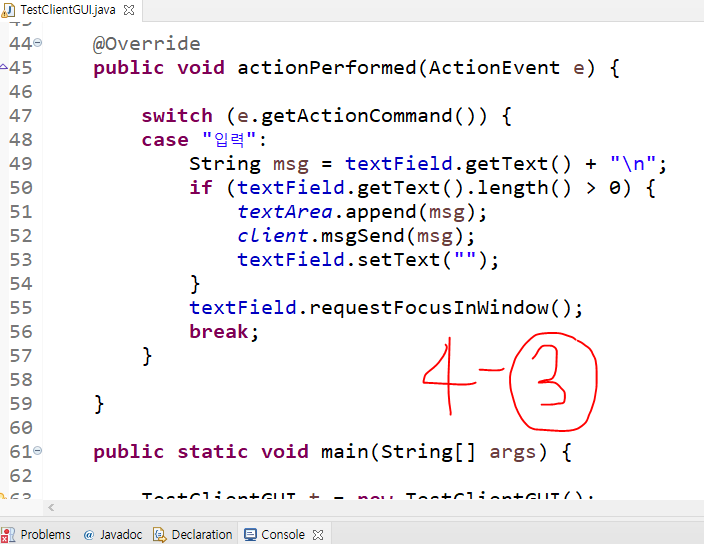 TestClientGUI.java
44 @Override
45 public void actionPerformed(ActionEvent e) {
46
47 switch (e.getActionCommand()) {
48 case "입력":
49 String msg = textField.getText() + "\n";
50 if (textField.getText().length() > 0) {
51 textArea.append(msg);
52 client.msgSend(msg);
53 textField.setText("");
54 }
55 textField.requestFocusInWindow();
56 break;
57 }
58
59 }
60
61 public static void main(String[] args) {
62
63 TestClientGUI t = new TestClientGUI();
4-3
Problems @ Javadoc Declaration Console